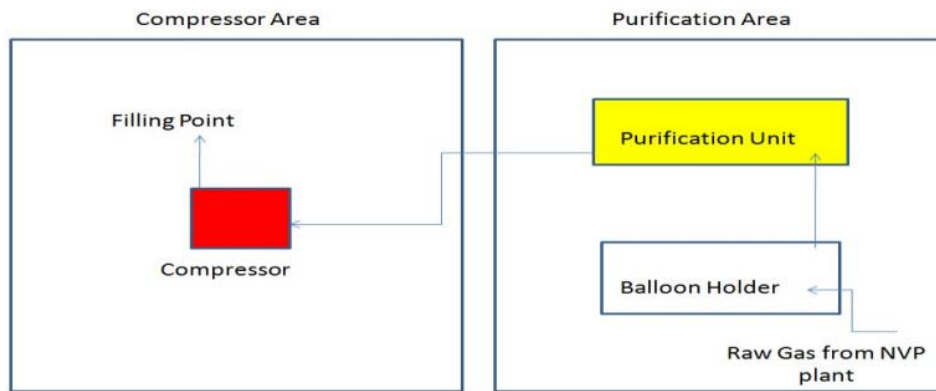 Compressor Area
Purification Area
Filling Point
Purification Unit
Compressor
Balloon Holder
Raw Gas from NVP
plant